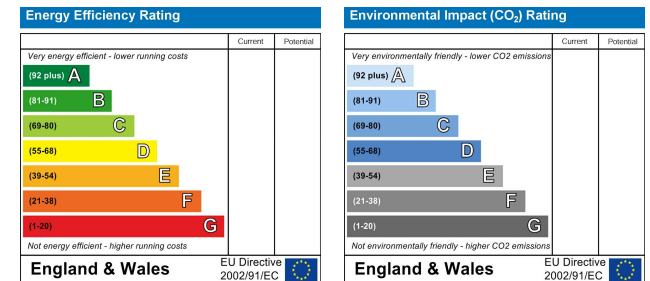 Energy Efficiency Rating
Current Potential
Very energy efficient - lower running costs
(92 plus) A
(81-91) B
(69-80) C
(55-68) D
(39-54) E
(21-38) F
(1-20) G
Not energy efficient - higher running costs
England & Wales
EU Directive
2002/91/EC
Environmental Impact (CO₂) Rating
Current Potential
Very environmentally friendly - lower CO2 emissions
(92 plus) A
(81-91) B
(69-80) C
(55-68) D
(39-54) E
(21-38) F
(1-20) G
Not environmentally friendly - higher CO2 emissions
England & Wales
EU Directive
2002/91/EC